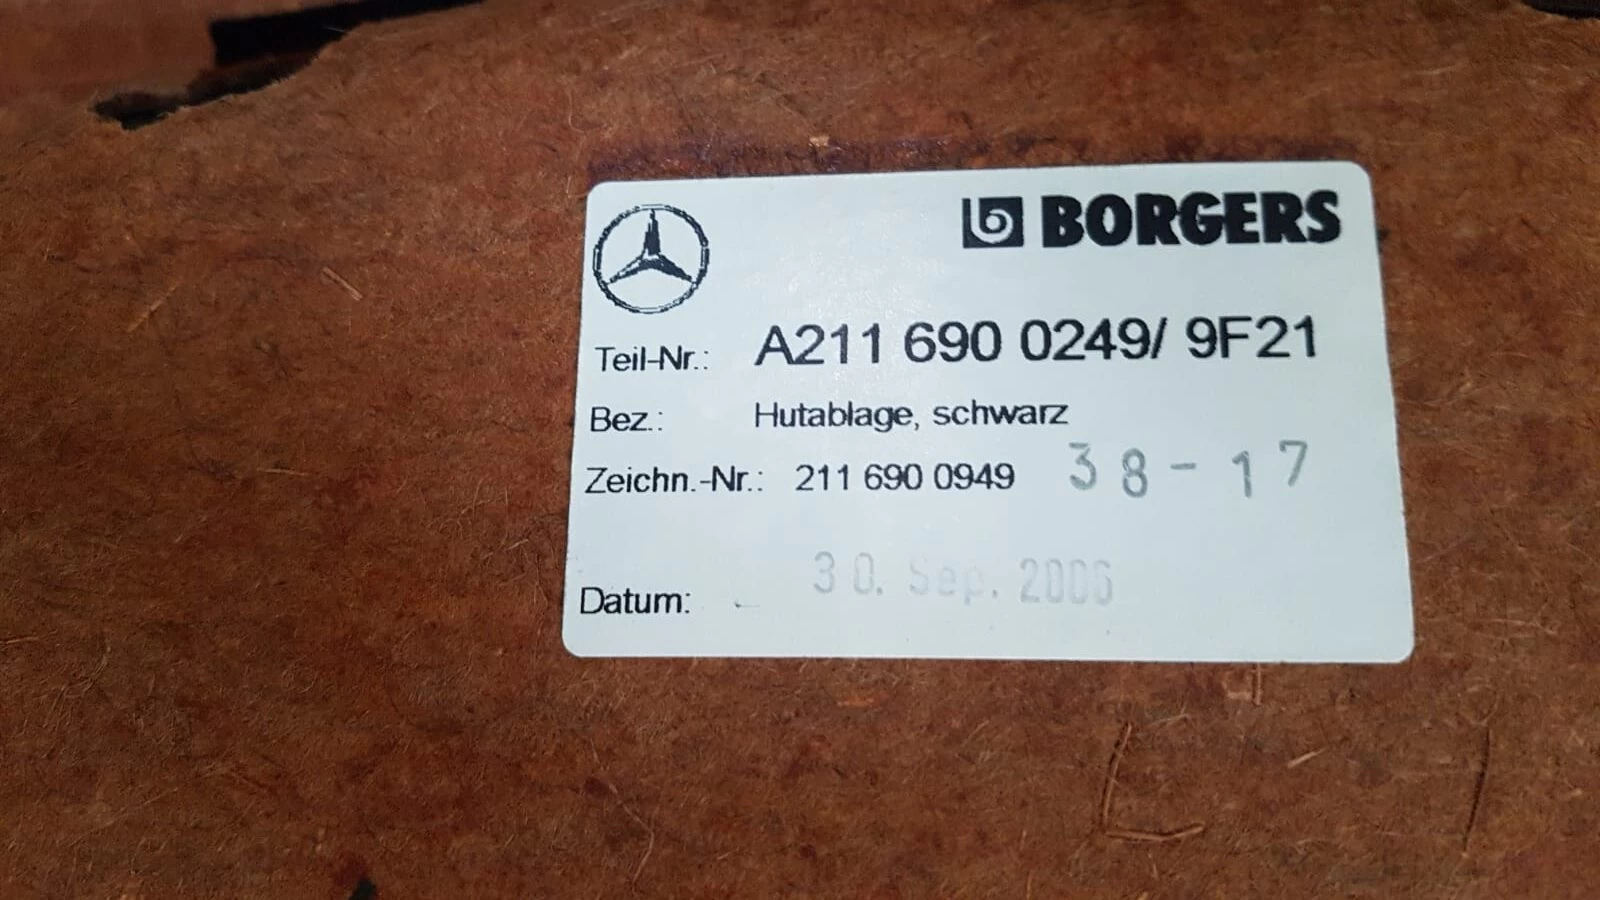 BORGERS
Teil-Nr.: A211 690 0249/ 9F21
Bez.: Hutablage, schwarz
Zeichn.-Nr.: 211 690 0949 38-17
Datum: 30. Sep. 2006